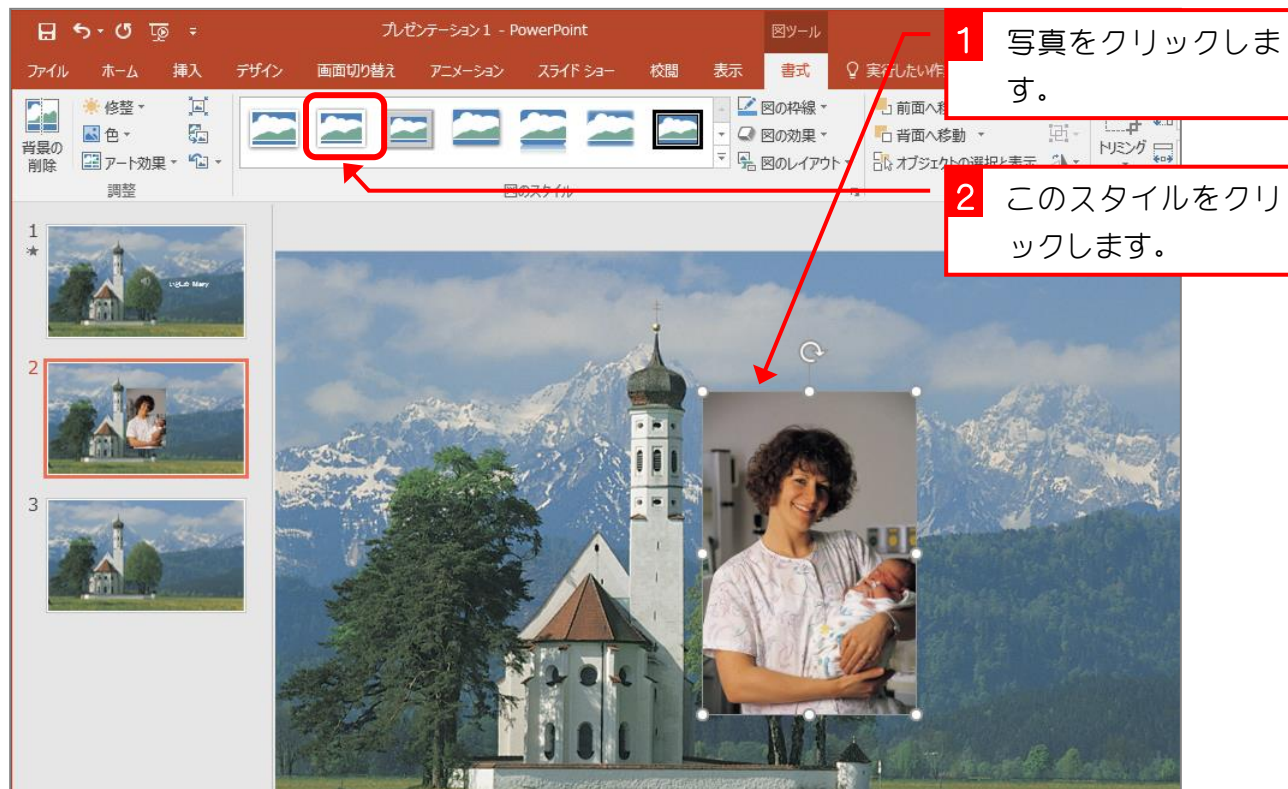 プレゼンテーション1 - PowerPoint
図ツール
ファイル ホーム 挿入 デザイン 画面切り替え アニメーション スライド ショー 校閲 表示 書式 実行したい作
修整
色
アート効果
背景の
削除
調整
図の枠線
図の効果
図のレイアウト
図のスタイル
前面へ移
背面へ移動
オブジェクトの選択と表示
トリミング
1 写真をクリックしま
す。
2 このスタイルをクリ
ックします。
1
2
3